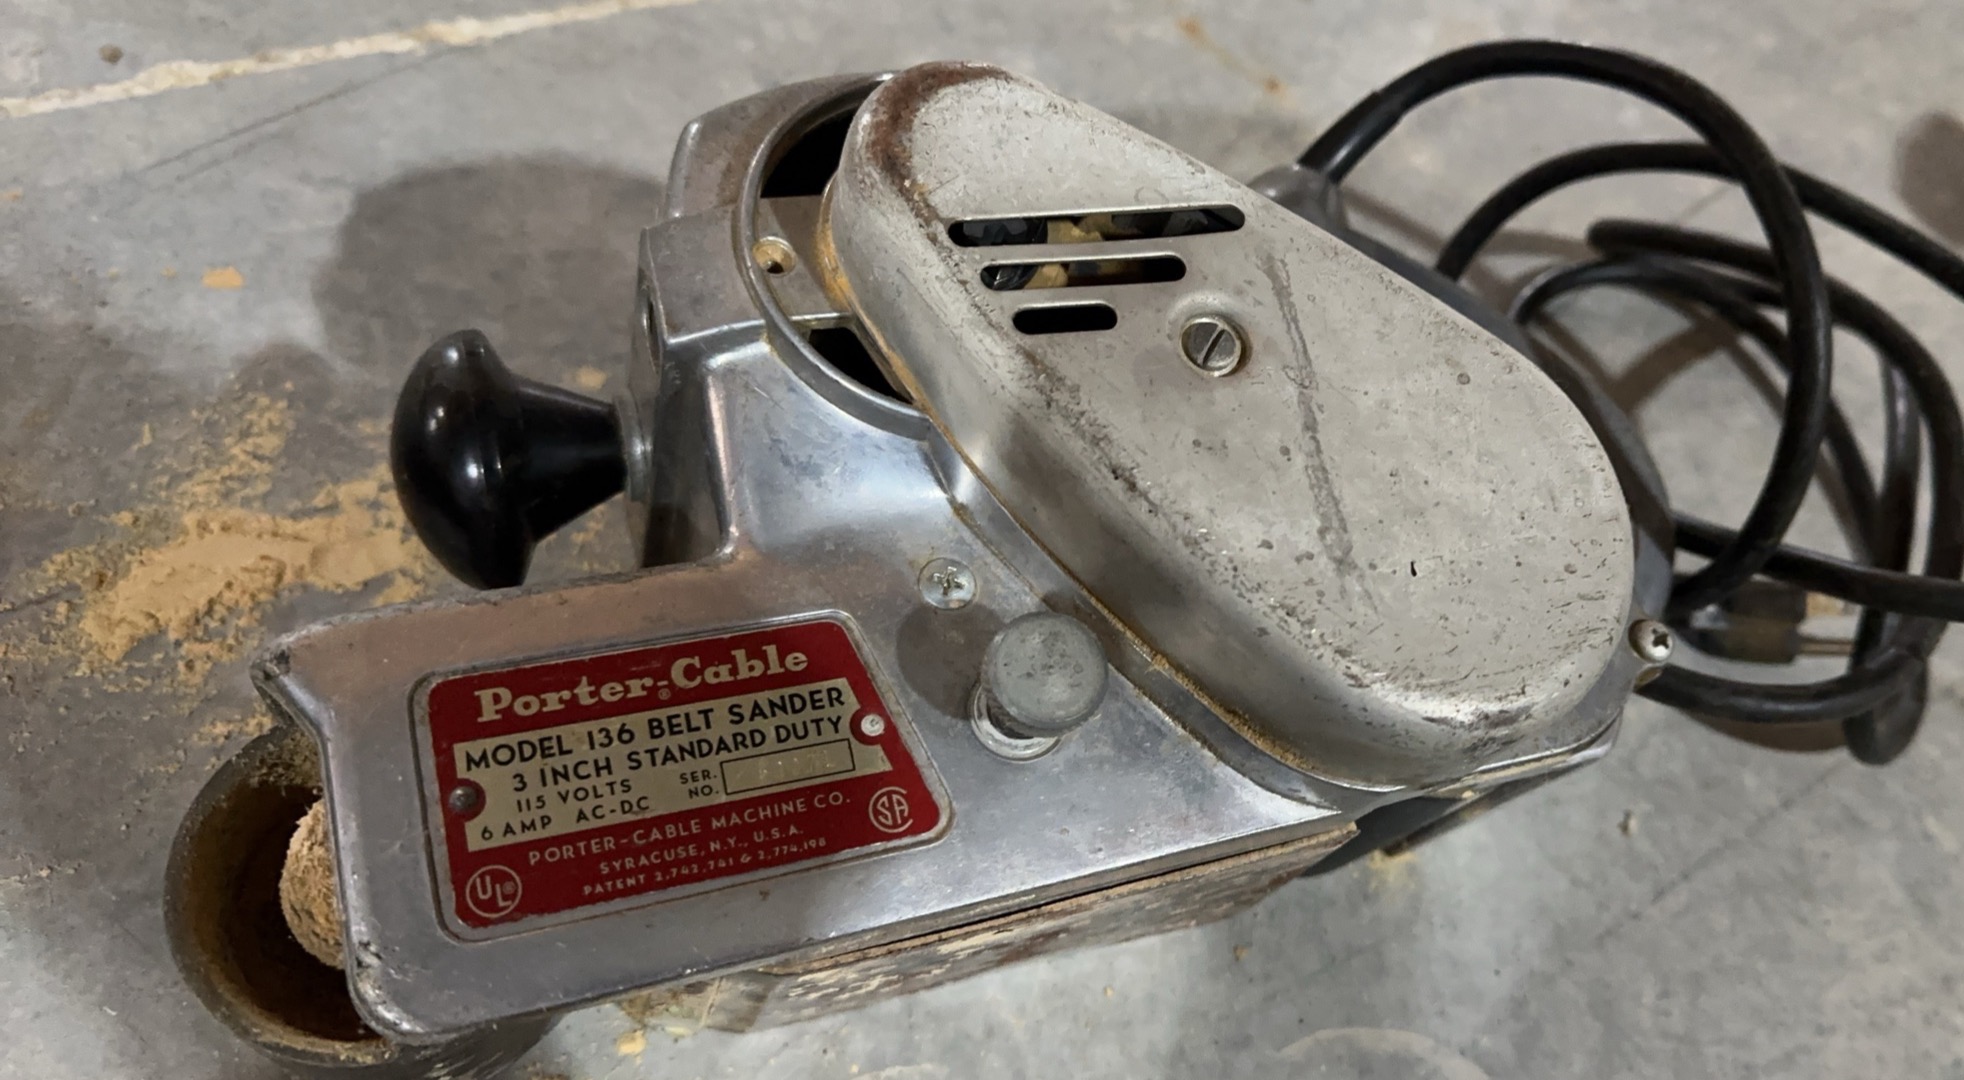 Porter-Cable®
MODEL 136 BELT SANDER
3 INCH STANDARD DUTY
115 VOLTS SER.
6 AMP AC-DC NO.
PORTER-CABLE MACHINE CO.
SYRACUSE, N.Y., U.S.A.
PATENT 2,742,741 & 2,774,198
UL®
SA